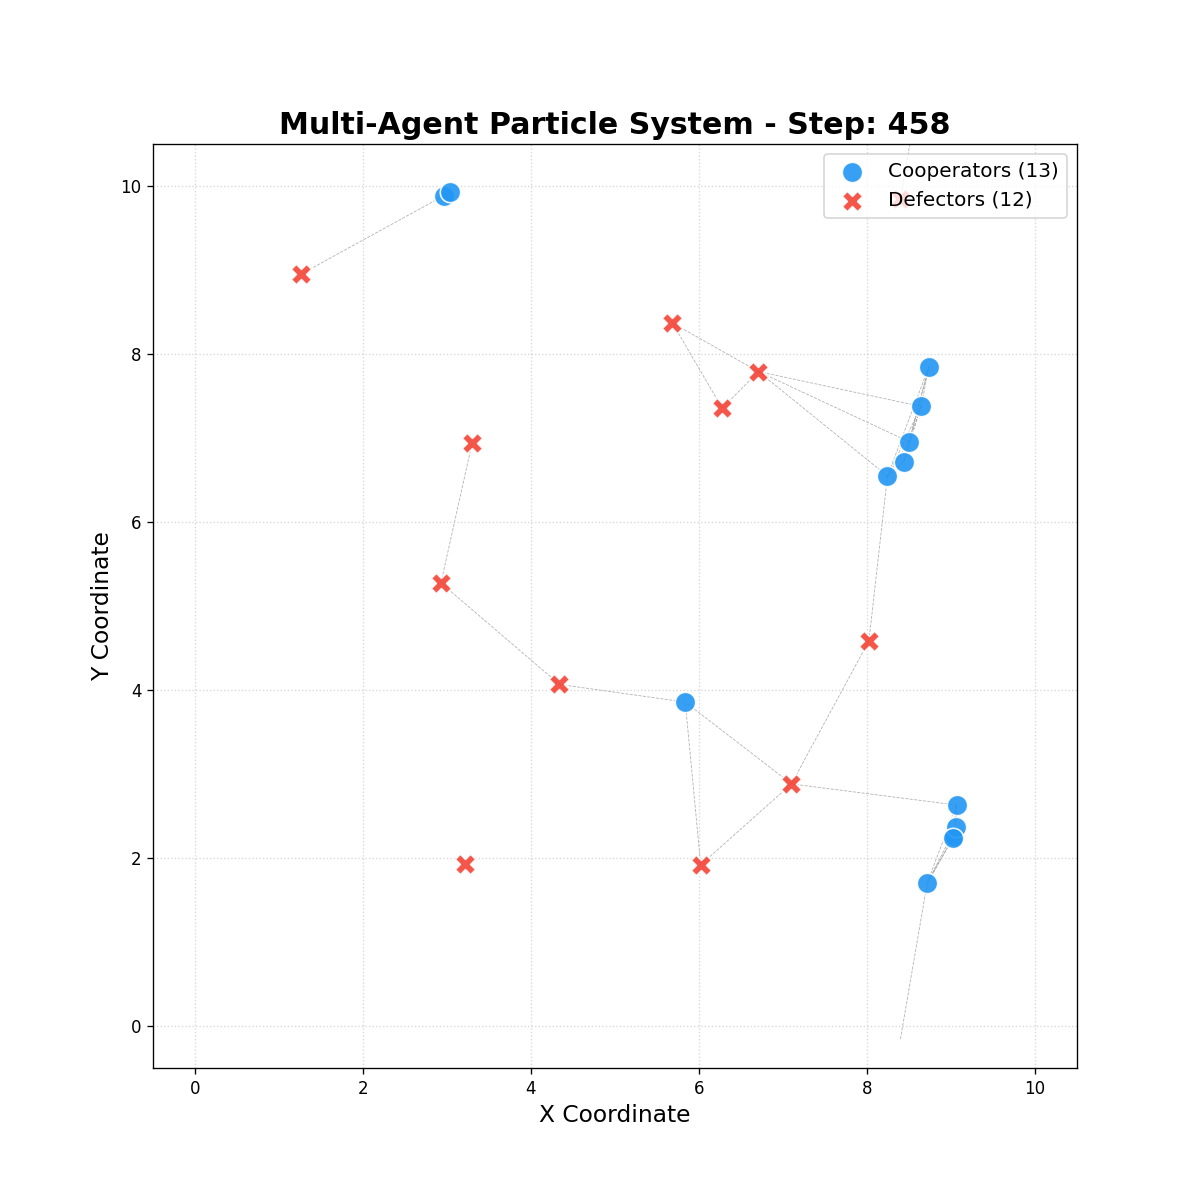 Multi-Agent Particle System - Step: 458
Cooperators (13)
Defectors (12)
10
8
6
4
2
0
Y Coordinate
0 2 4 6 8 10
X Coordinate